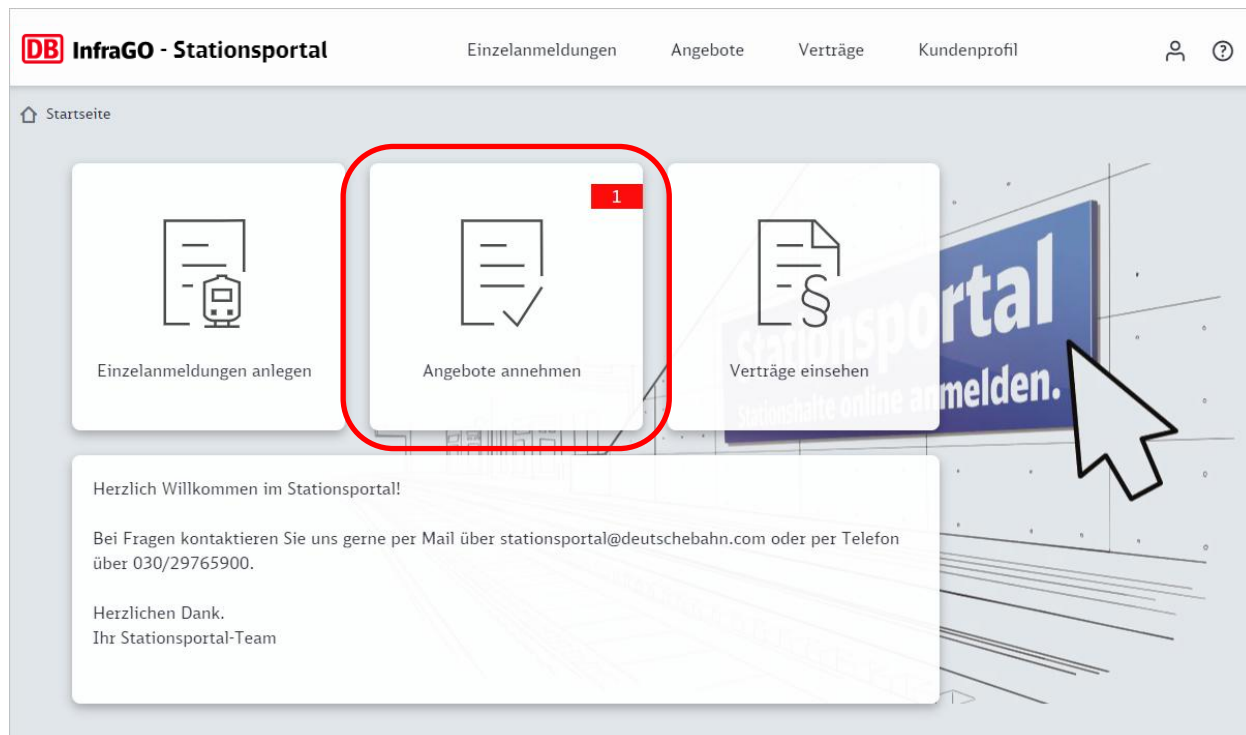 DB InfraGO - Stationsportal
Einzelanmeldungen
Angebote
Verträge
Kundenprofil
Startseite
1
Einzelanmeldungen anlegen
Angebote annehmen
Verträge einsehen
Stationsportal
Stationshalte online anmelden.
Herzlich Willkommen im Stationsportal!
Bei Fragen kontaktieren Sie uns gerne per Mail über stationsportal@deutschebahn.com oder per Telefon
über 030/29765900.
Herzlichen Dank.
Ihr Stationsportal-Team